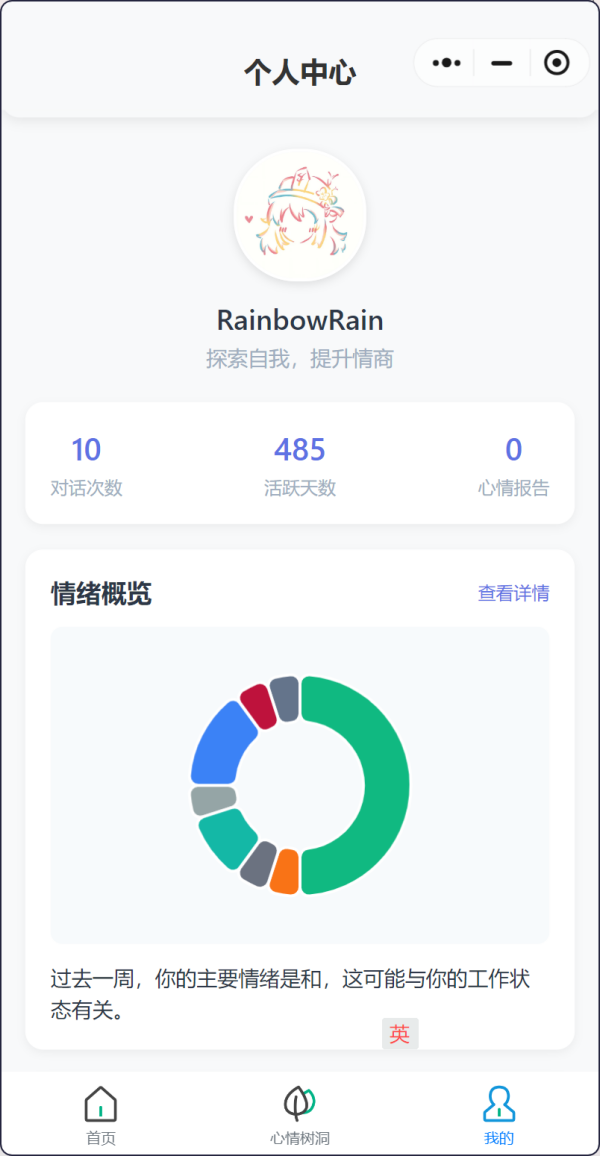 个人中心
RainbowRain
探索自我，提升情商
10
485
0
对话次数
活跃天数
心情报告
情绪概览
查看详情
过去一周，你的主要情绪是和，这可能与你的工作状
态有关。
英
首页
心情树洞
我的